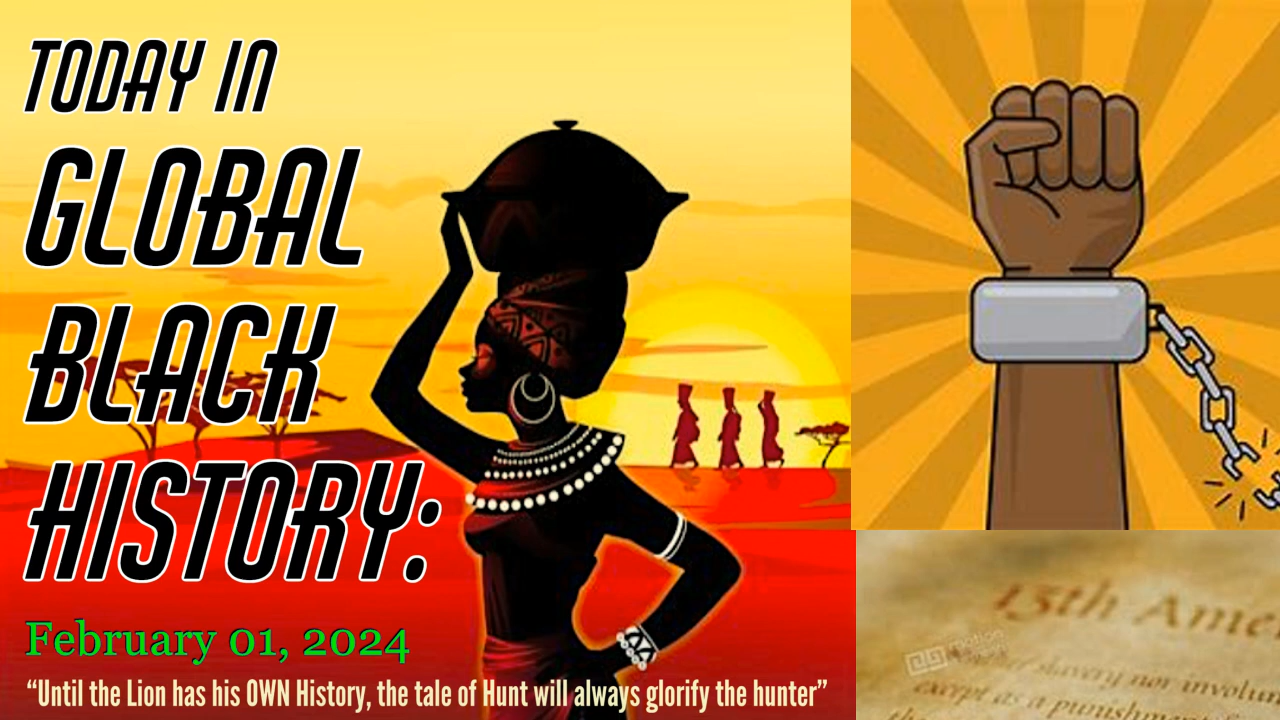 TODAY IN
GLOBAL
BLACK
HISTORY:
February 01, 2024
“Until the Lion has his OWN History, the tale of Hunt will always glorify the hunter”
13th Ame
slavery nor involun
except as a punishm